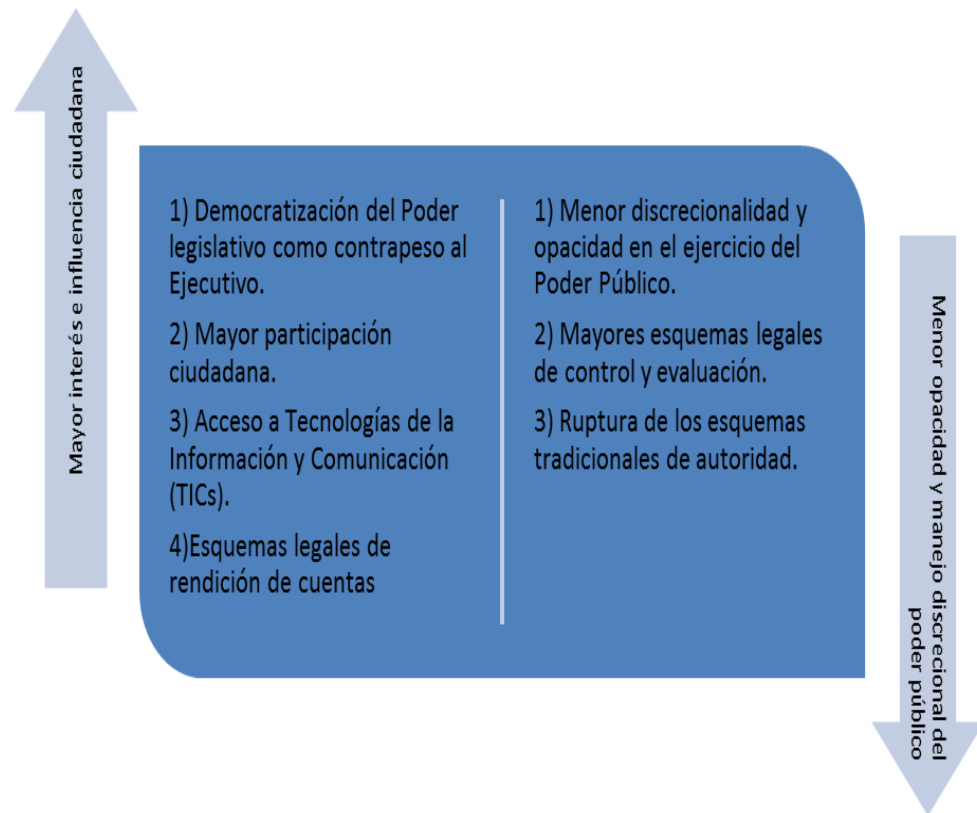 Mayor interés e influencia ciudadana
1) Democratización del Poder
legislativo como contrapeso al
Ejecutivo.
2) Mayor participación
ciudadana.
3) Acceso a Tecnologías de la
Información y Comunicación
(TICs).
4)Esquemas legales de
rendición de cuentas
1) Menor discrecionalidad y
opacidad en el ejercicio del
Poder Público.
2) Mayores esquemas legales
de control y evaluación.
3) Ruptura de los esquemas
tradicionales de autoridad.
Menor opacidad y manejo discrecional del
poder público